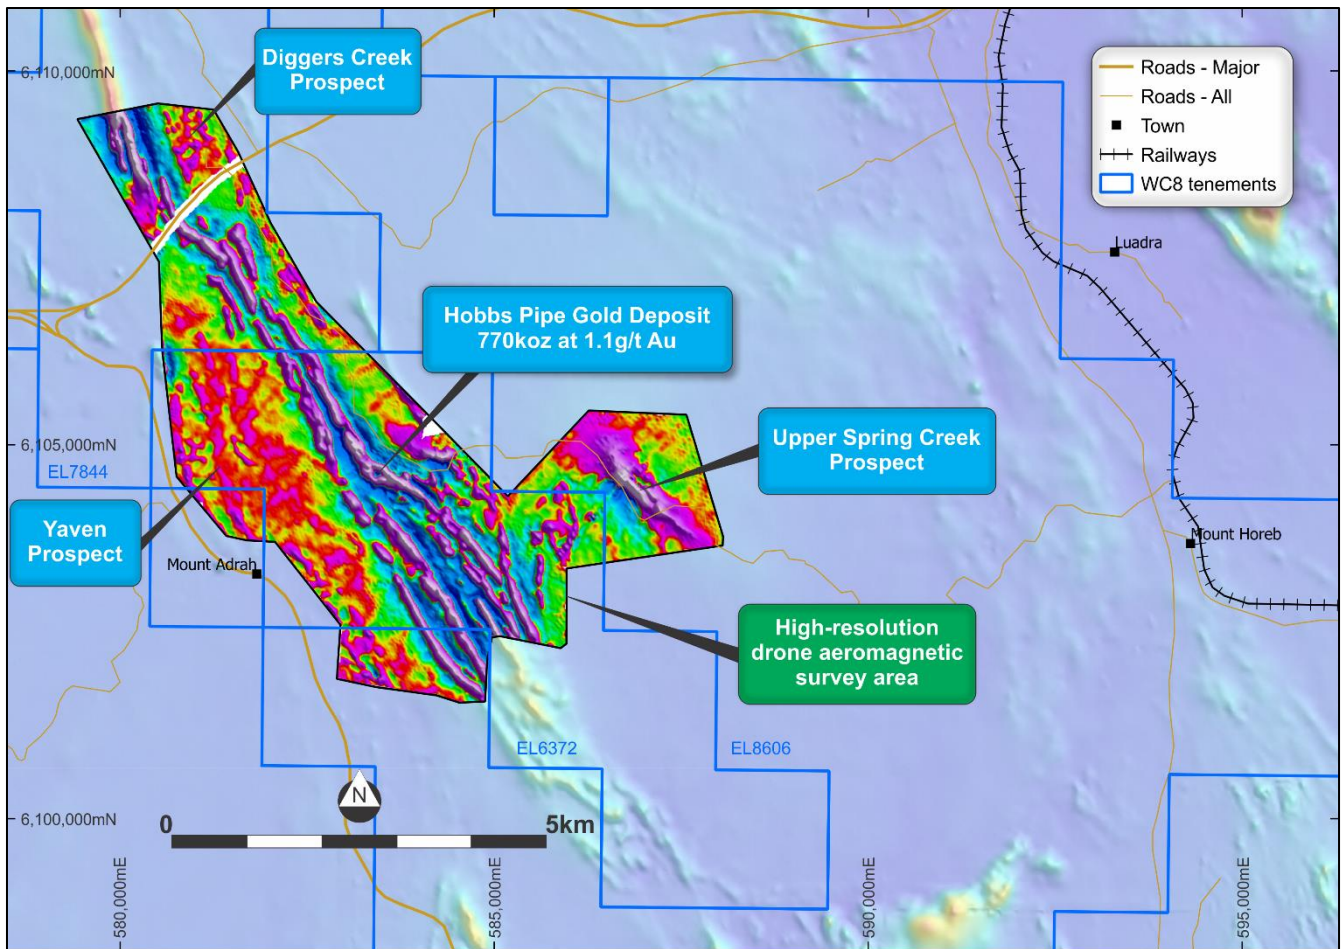 Diggers Creek
Prospect
6,110,000mN
Roads - Major
Roads - All
Town
Railways
WC8 tenements
Luadra
Hobbs Pipe Gold Deposit
770koz at 1.1g/t Au
6,105,000mN
Upper Spring Creek
Prospect
EL7844
Yaven
Prospect
Mount Adrah
Mount Horeb
High-resolution
drone aeromagnetic
survey area
EL6372
EL8606
N
6,100,000mN
0
5km
580,000mE
585,000mE
590,000mE
595,000mE